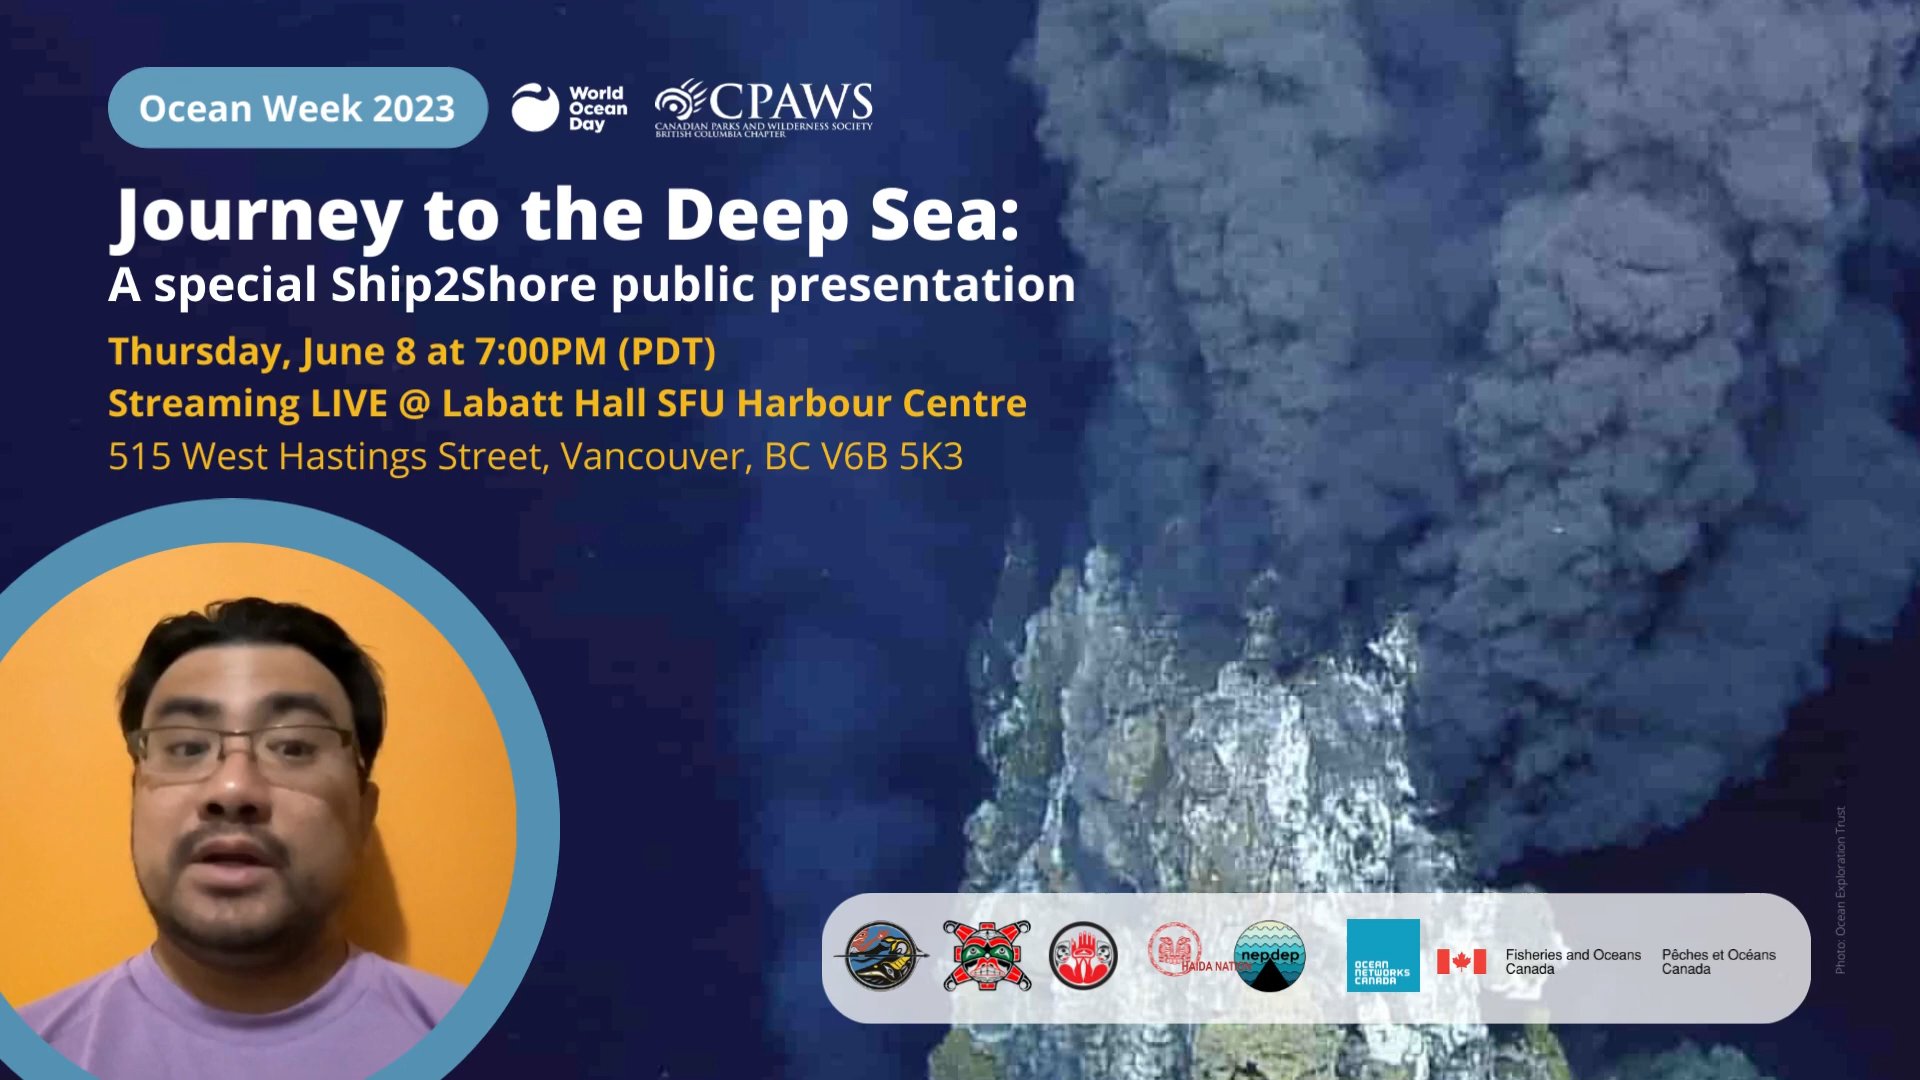 Ocean Week 2023
World
Ocean
Day
CPAWS
CANADIAN PARKS AND WILDERNESS SOCIETY
BRITISH COLUMBIA CHAPTER
Journey to the Deep Sea:
A special Ship2Shore public presentation
Thursday, June 8 at 7:00PM (PDT)
Streaming LIVE @ Labatt Hall SFU Harbour Centre
515 West Hastings Street, Vancouver, BC V6B 5K3
HAIDA NATION
nepdep
OCEAN
NETWORKS
CANADA
Fisheries and Oceans
Canada
Pêches et Océans
Canada
Photo: Ocean Exploration Trust